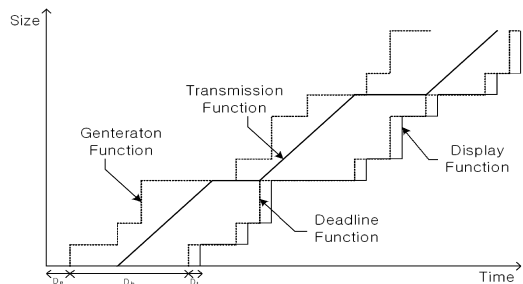 Size
Transmission
Function
Genteraton
Function
Display
Function
Deadline
Function
Time